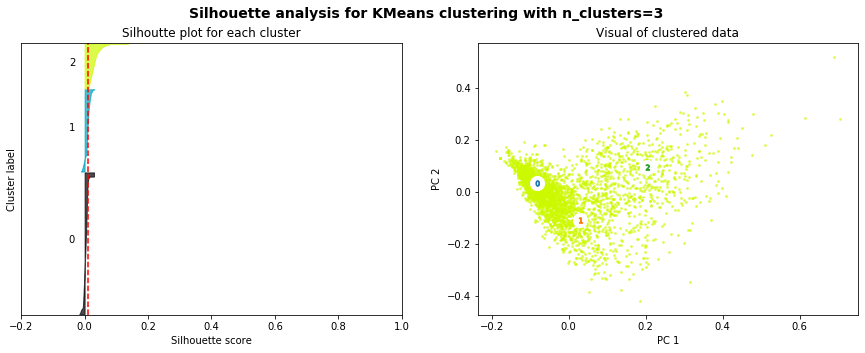 Silhouette analysis for KMeans clustering with n_clusters=3
Silhoutte plot for each cluster
2
1
0
Cluster label
-0.2 0.0 0.2 0.4 0.6 0.8 1.0
Silhouette score
Visual of clustered data
0.4
0.2
0.0
−0.2
−0.4
PC 2
0
1
2
−0.2 0.0 0.2 0.4 0.6
PC 1